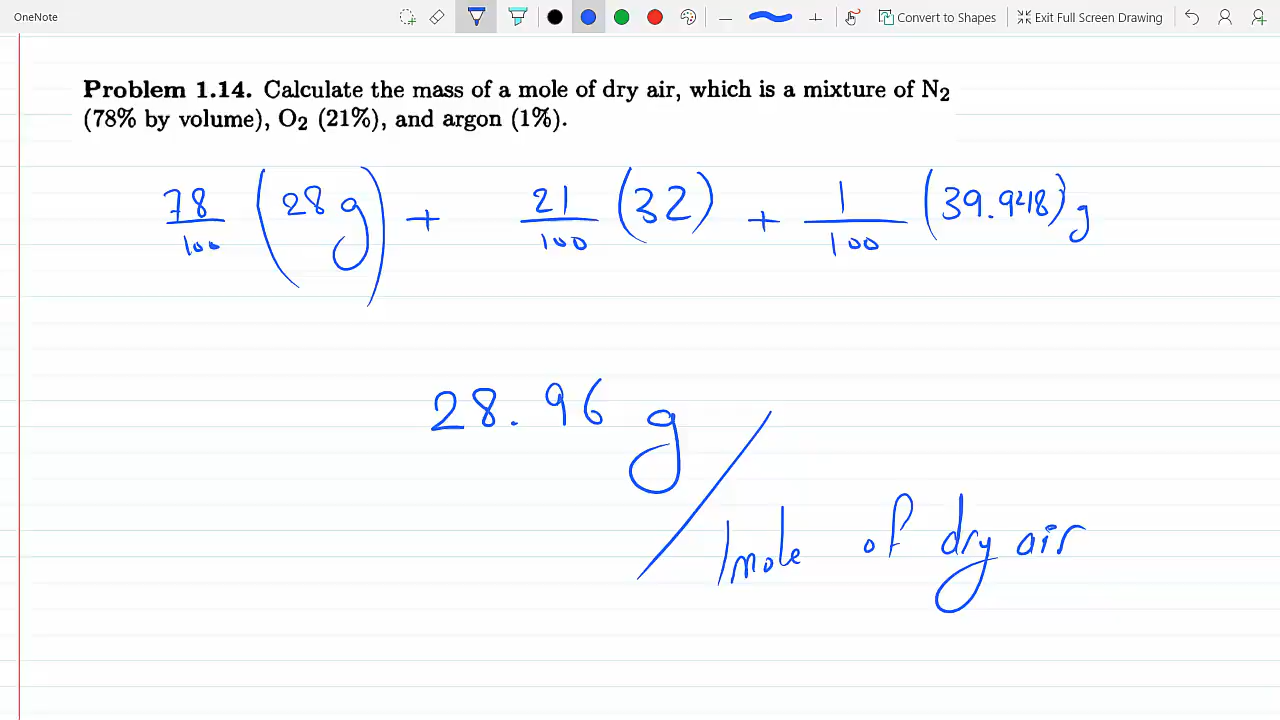 OneNote
Convert to Shapes
Exit Full Screen Drawing
Problem 1.14. Calculate the mass of a mole of dry air, which is a mixture of N₂
(78% by volume), O₂ (21%), and argon (1%).
78/100 (28 g) + 21/100 (32) + 1/100 (39.948) g
28.96 g
/ 1mole of dry air